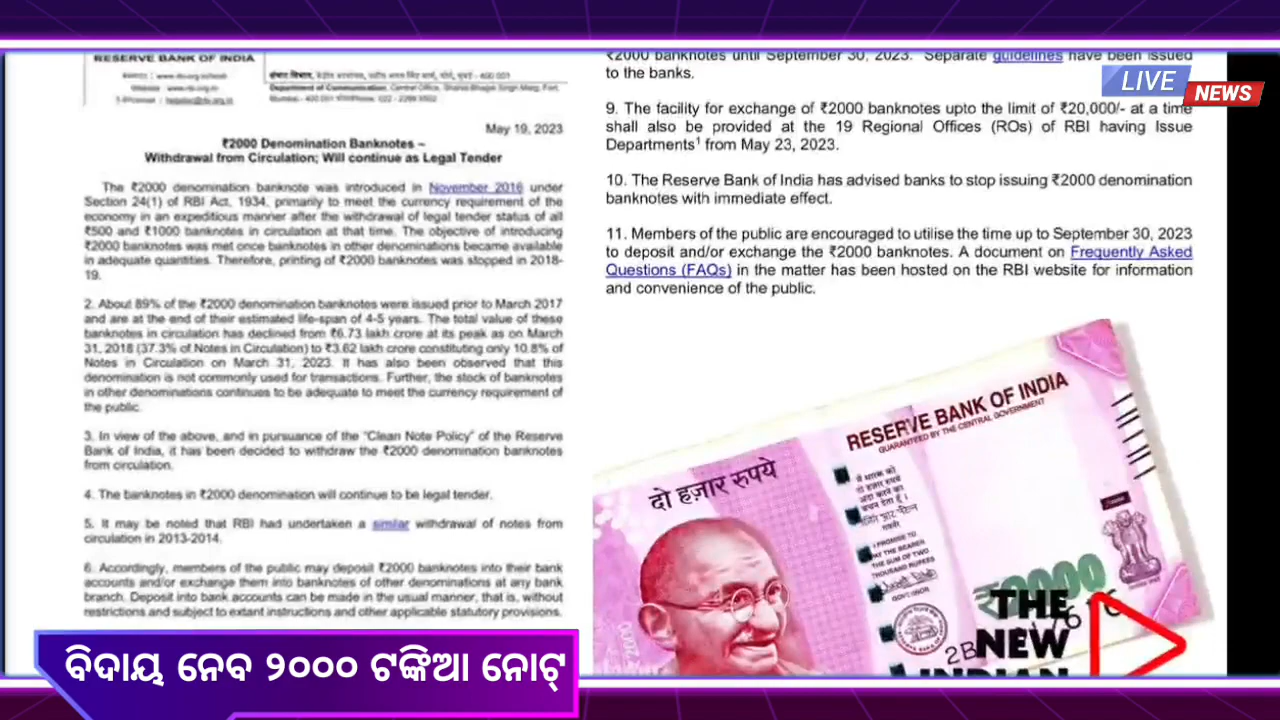 RESERVE BANK OF INDIA
May 19, 2023
₹2000 Denomination Banknotes –
Withdrawal from Circulation; Will continue as Legal Tender
The ₹2000 denomination banknote was introduced in November 2016 under
Section 24(1) of RBI Act, 1934, primarily to meet the currency requirement of the
economy in an expeditious manner after the withdrawal of legal tender status of all
₹500 and ₹1000 banknotes in circulation at that time. The objective of introducing
₹2000 banknotes was met once banknotes in other denominations became available
in adequate quantities. Therefore, printing of ₹2000 banknotes was stopped in 2018-
19.
2. About 89% of the ₹2000 denomination banknotes were issued prior to March 2017
and are at the end of their estimated life-span of 4-5 years. The total value of these
banknotes in circulation has declined from ₹6.73 lakh crore at its peak as on March
31, 2018 (37.3% of Notes in Circulation) to ₹3.62 lakh crore constituting only 10.8% of
Notes in Circulation on March 31, 2023. It has also been observed that this
denomination is not commonly used for transactions. Further, the stock of banknotes
in other denominations continues to be adequate to meet the currency requirement of
the public.
3. In view of the above, and in pursuance of the "Clean Note Policy" of the Reserve
Bank of India, it has been decided to withdraw the ₹2000 denomination banknotes
from circulation.
4. The banknotes in ₹2000 denomination will continue to be legal tender.
5. It may be noted that RBI had undertaken a similar withdrawal of notes from
circulation in 2013-2014.
6. Accordingly, members of the public may deposit ₹2000 banknotes into their bank
accounts and/or exchange them into banknotes of other denominations at any bank
branch. Deposit into bank accounts can be made in the usual manner, that is, without
restrictions and subject to extant instructions and other applicable statutory provisions.
₹2000 banknotes until September 30, 2023. Separate guidelines have been issued
to the banks.
9. The facility for exchange of ₹2000 banknotes upto the limit of ₹20,000/- at a time
shall also be provided at the 19 Regional Offices (ROs) of RBI having Issue
Departments¹ from May 23, 2023.
10. The Reserve Bank of India has advised banks to stop issuing ₹2000 denomination
banknotes with immediate effect.
11. Members of the public are encouraged to utilise the time up to September 30, 2023
to deposit and/or exchange the ₹2000 banknotes. A document on Frequently Asked
Questions (FAQs) in the matter has been hosted on the RBI website for information
and convenience of the public.
LIVE
NEWS
RESERVE BANK OF INDIA
GUARANTEED BY THE CENTRAL GOVERNMENT
दो हज़ार रुपये
I PROMISE TO
PAY THE BEARER
THE SUM OF TWO
THOUSAND RUPEES
GOVERNOR
₹2000
THE
NEW
INDIAN
ବିଦାୟ ନେବ ୨୦୦୦ ଟଙ୍କିଆ ନୋଟ୍